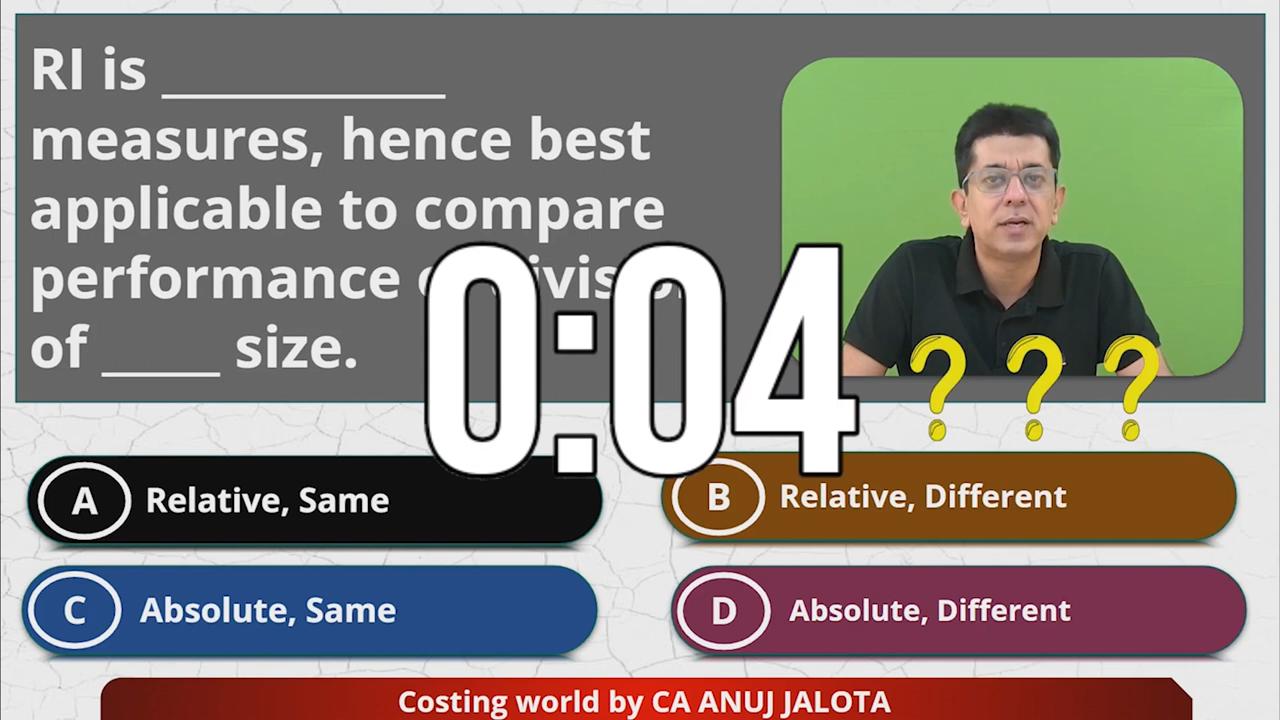 RI is ___________
measures, hence best
applicable to compare
performance
of _____ size.
0:04
? ? ?
A Relative, Same
B Relative, Different
C Absolute, Same
D Absolute, Different
Costing world by CA ANUJ JALOTA